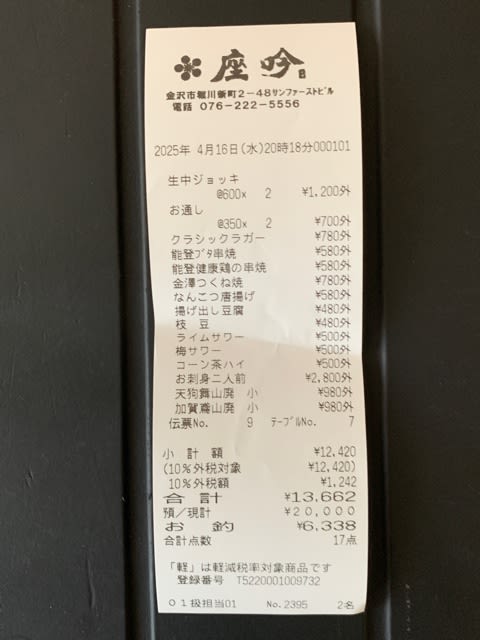 座吟
金沢市堀川新町2-48サンファーストビル
電話 076-222-5556
2025年 4月16日(水)20時18分000101
生中ジョッキ
@600x 2 ¥1,200外
お通し
@350x 2 ¥700外
クラシックラガー ¥780外
能登ブタ串焼 ¥580外
能登健康鶏の串焼 ¥580外
金澤つくね焼 ¥780外
なんこつ唐揚げ ¥580外
揚げ出し豆腐 ¥480外
枝 豆 ¥480外
ライムサワー ¥500外
梅サワー ¥500外
コーン茶ハイ ¥500外
お刺身二人前 ¥2,800外
天狗舞山廃 小 ¥980外
加賀鳶山廃 小 ¥980外
伝票No. 9 テーブルNo. 7
小 計 額 ¥12,420
(10%外税対象 ¥12,420)
10%外税額 ¥1,242
合 計 ¥13,662
預/現計 ¥20,000
お 釣 ¥6,338
合計点数 17点
「軽」は軽減税率対象商品です
登録番号 T5220001009732
01扱担当01 No.2395 2名